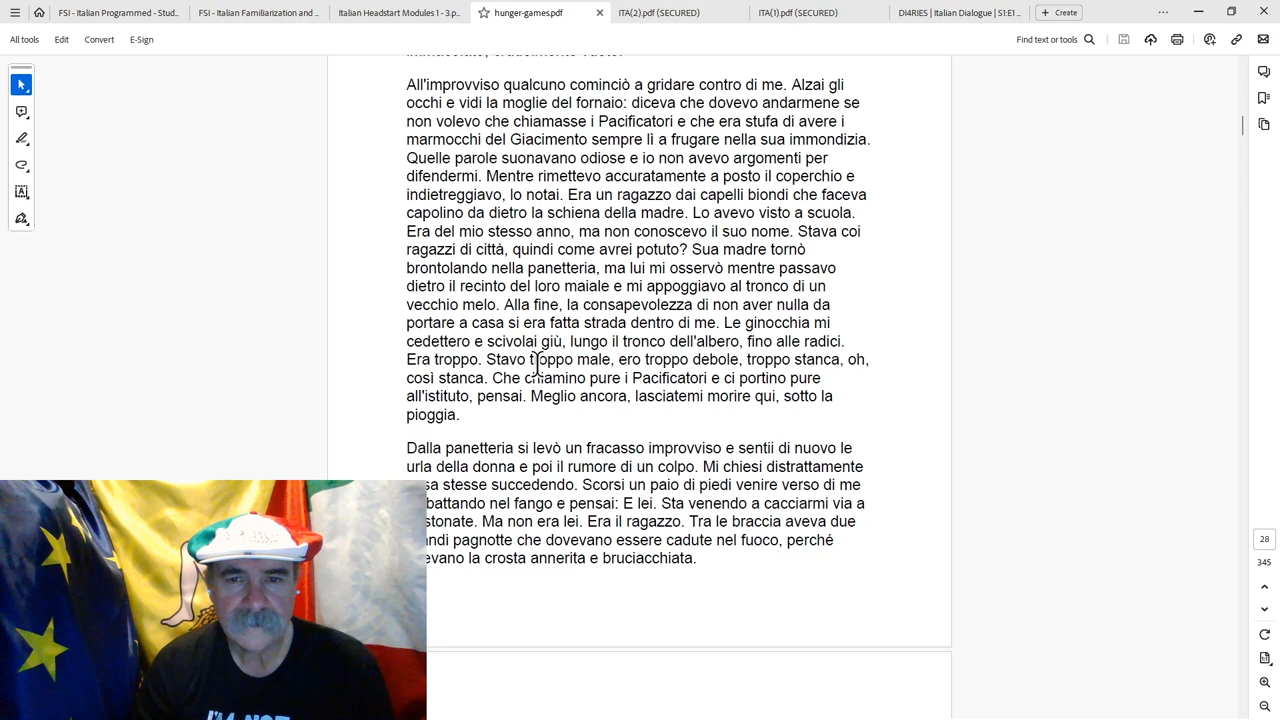 FSI - Italian Programmed - Stud...
FSI - Italian Familiarization and ...
Italian Headstart Modules 1 - 3.p...
hunger-games.pdf
ITA(2).pdf (SECURED)
ITA(1).pdf (SECURED)
DI4RIES | Italian Dialogue | S1:E1 ...
Create
All tools
Edit
Convert
E-Sign
Find text or tools
All'improvviso qualcuno cominciò a gridare contro di me. Alzai gli
occhi e vidi la moglie del fornaio: diceva che dovevo andarmene se
non volevo che chiamasse i Pacificatori e che era stufa di avere i
marmocchi del Giacimento sempre lì a frugare nella sua immondizia.
Quelle parole suonavano odiose e io non avevo argomenti per
difendermi. Mentre rimettevo accuratamente a posto il coperchio e
indietreggiavo, lo notai. Era un ragazzo dai capelli biondi che faceva
capolino da dietro la schiena della madre. Lo avevo visto a scuola.
Era del mio stesso anno, ma non conoscevo il suo nome. Stava coi
ragazzi di città, quindi come avrei potuto? Sua madre tornò
brontolando nella panetteria, ma lui mi osservò mentre passavo
dietro il recinto del loro maiale e mi appoggiavo al tronco di un
vecchio melo. Alla fine, la consapevolezza di non aver nulla da
portare a casa si era fatta strada dentro di me. Le ginocchia mi
cedettero e scivolai giù, lungo il tronco dell'albero, fino alle radici.
Era troppo. Stavo troppo male, ero troppo debole, troppo stanca, oh,
così stanca. Che chiamino pure i Pacificatori e ci portino pure
all'istituto, pensai. Meglio ancora, lasciatemi morire qui, sotto la
pioggia.
Dalla panetteria si levò un fracasso improvviso e sentii di nuovo le
urla della donna e poi il rumore di un colpo. Mi chiesi distrattamente
stesse succedendo. Scorsi un paio di piedi venire verso di me
nel fango e pensai: E lei. Sta venendo a cacciarmi via a
Ma non era lei. Era il ragazzo. Tra le braccia aveva due
pagnotte che dovevano essere cadute nel fuoco, perché
la crosta annerita e bruciacchiata.
28
345
I'M NOT